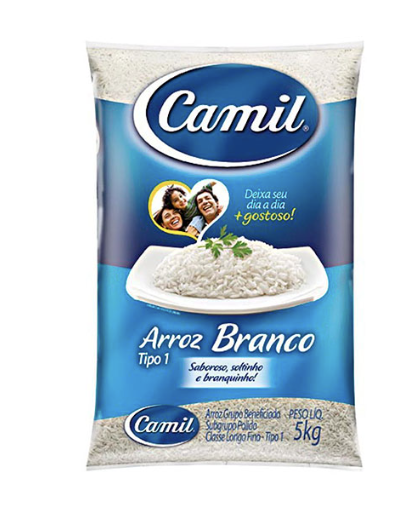 Camil®
Deixa seu
dia a dia
+ gostoso!
Arroz Branco
Tipo 1
Saboroso, soltinho
e branquinho!
Camil
Arroz Grupo Beneficiado
Subgrupo Polido
Classe Longo Fino - Tipo 1
PESO LÍQ.
5kg